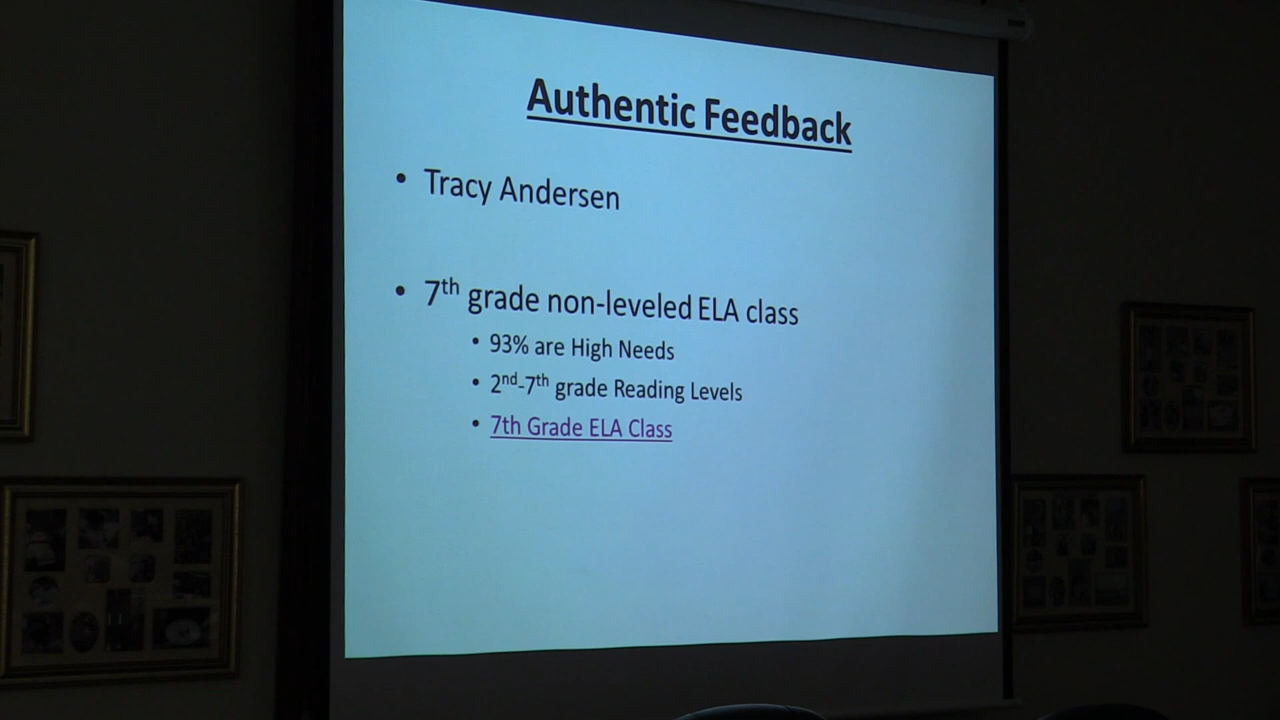 Authentic Feedback
• Tracy Andersen
• 7th grade non-leveled ELA class
• 93% are High Needs
• 2nd-7th grade Reading Levels
• 7th Grade ELA Class